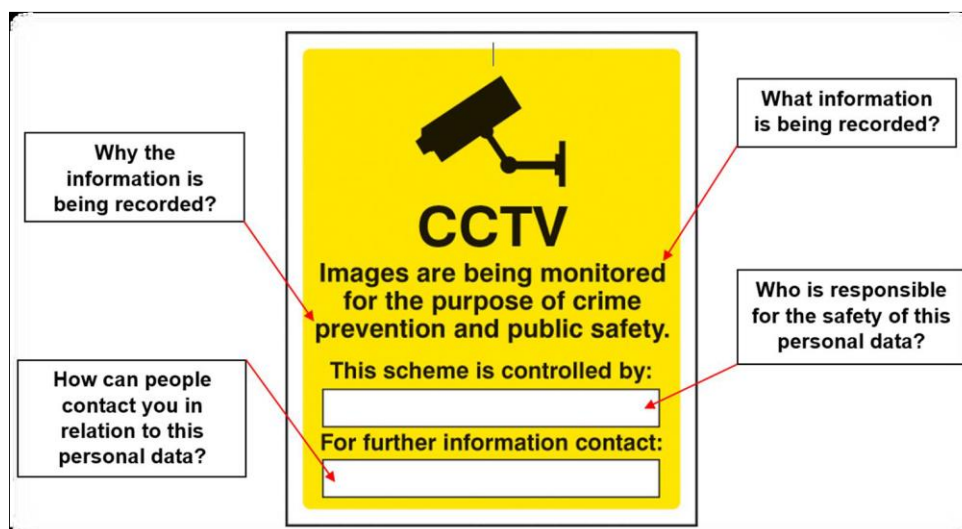 Why the
information is
being recorded?
What information
is being recorded?
CCTV
Images are being monitored
for the purpose of crime
prevention and public safety.
Who is responsible
for the safety of this
personal data?
This scheme is controlled by:
How can people
contact you in
relation to this
personal data?
For further information contact: